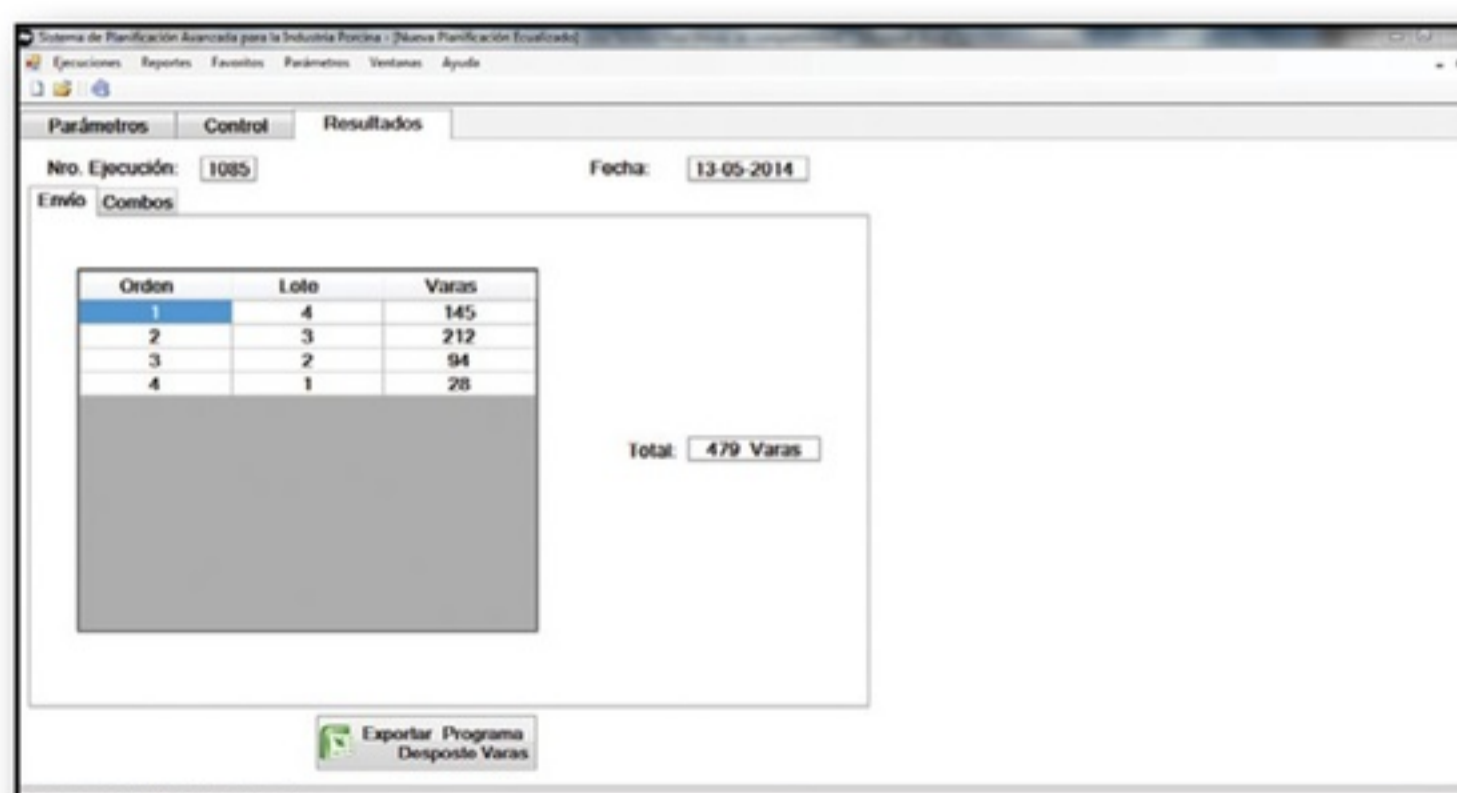 Sistema de Planificación Avanzada para la Industria Porcina - [Nueva Planificación Ecualizado]
Ejecuciones Reportes Favoritos Parámetros Ventanas Ayuda
Parámetros Control Resultados
Nro. Ejecución: 1085 Fecha: 13-05-2014
Envío Combos
Orden Lote Varas
1 4 145
2 3 212
3 2 94
4 1 28
Total: 479 Varas
Exportar Programa
Desposte Varas